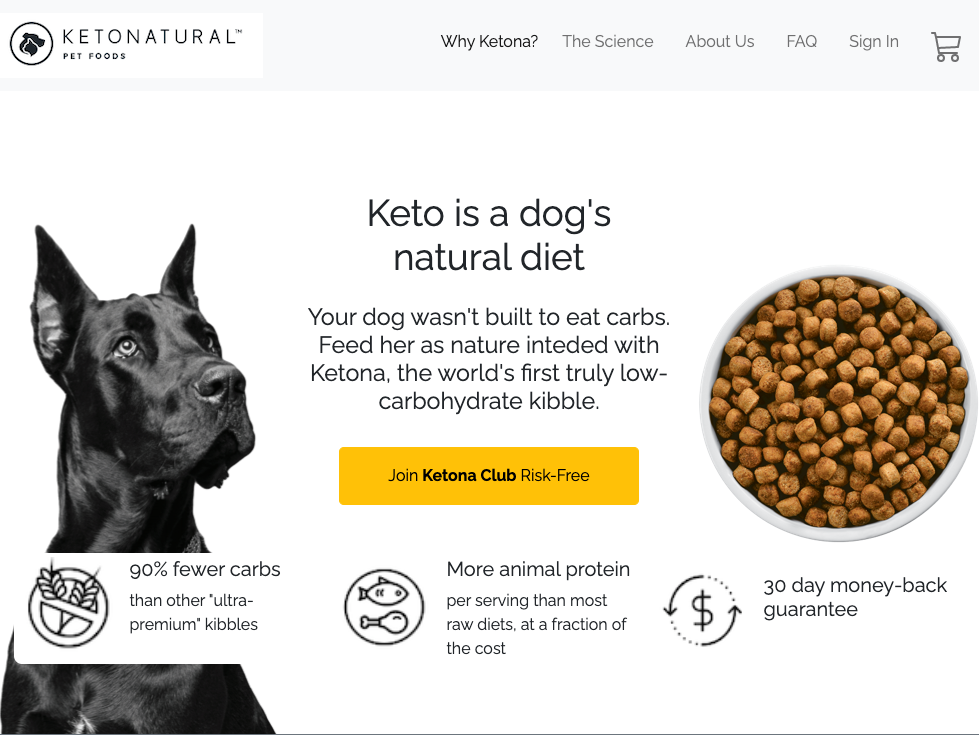 KETONATURAL™
PET FOODS
Why Ketona?
The Science
About Us
FAQ
Sign In
Keto is a dog's
natural diet
Your dog wasn't built to eat carbs.
Feed her as nature inteded with
Ketona, the world's first truly low-
carbohydrate kibble.
Join Ketona Club Risk-Free
90% fewer carbs
than other "ultra-
premium" kibbles
More animal protein
per serving than most
raw diets, at a fraction of
the cost
$
30 day money-back
guarantee